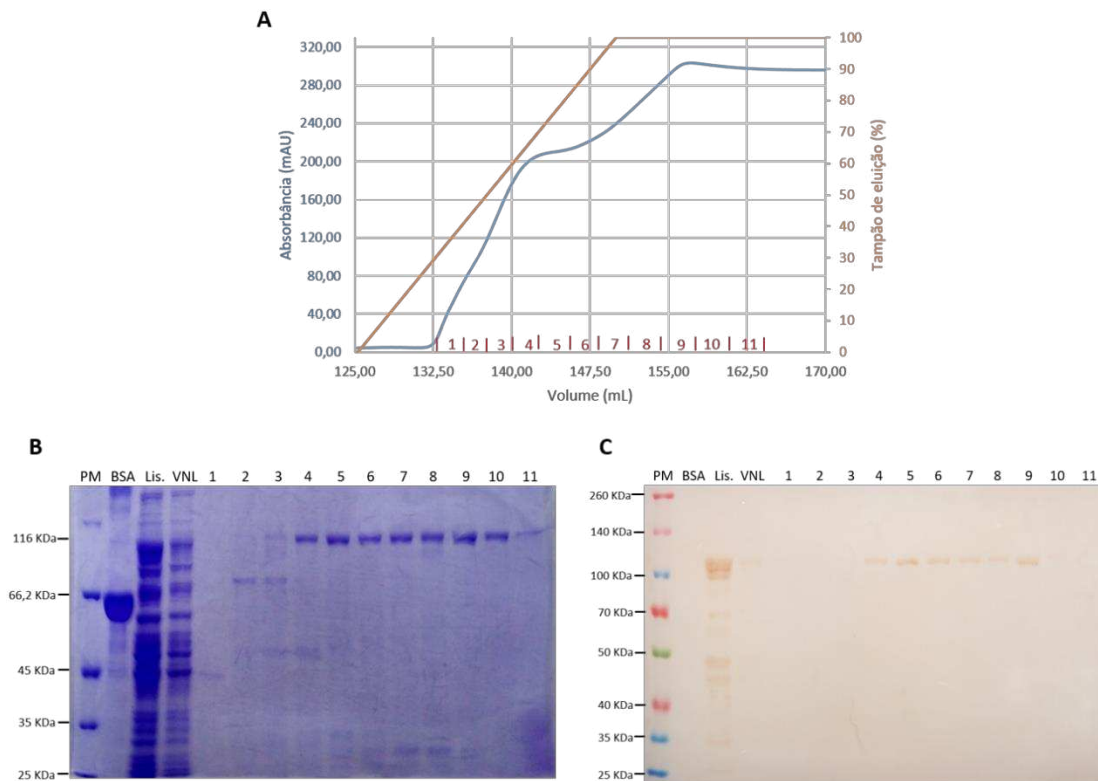 A
Absorbância (mAU)
320,00
280,00
240,00
200,00
160,00
120,00
80,00
40,00
0,00
100
90
80
70
60
50
40
30
20
10
0
Tampão de eluição (%)
1 2 3 4 5 6 7 8 9 10 11
125,00 132,50 140,00 147,50 155,00 162,50 170,00
Volume (mL)
B
PM BSA Lis. VNL 1 2 3 4 5 6 7 8 9 10 11
116 KDa
66,2 KDa
45 KDa
35 KDa
25 KDa
C
PM BSA Lis. VNL 1 2 3 4 5 6 7 8 9 10 11
260 KDa
140 KDa
100 KDa
70 KDa
50 KDa
40 KDa
35 KDa
25 KDa